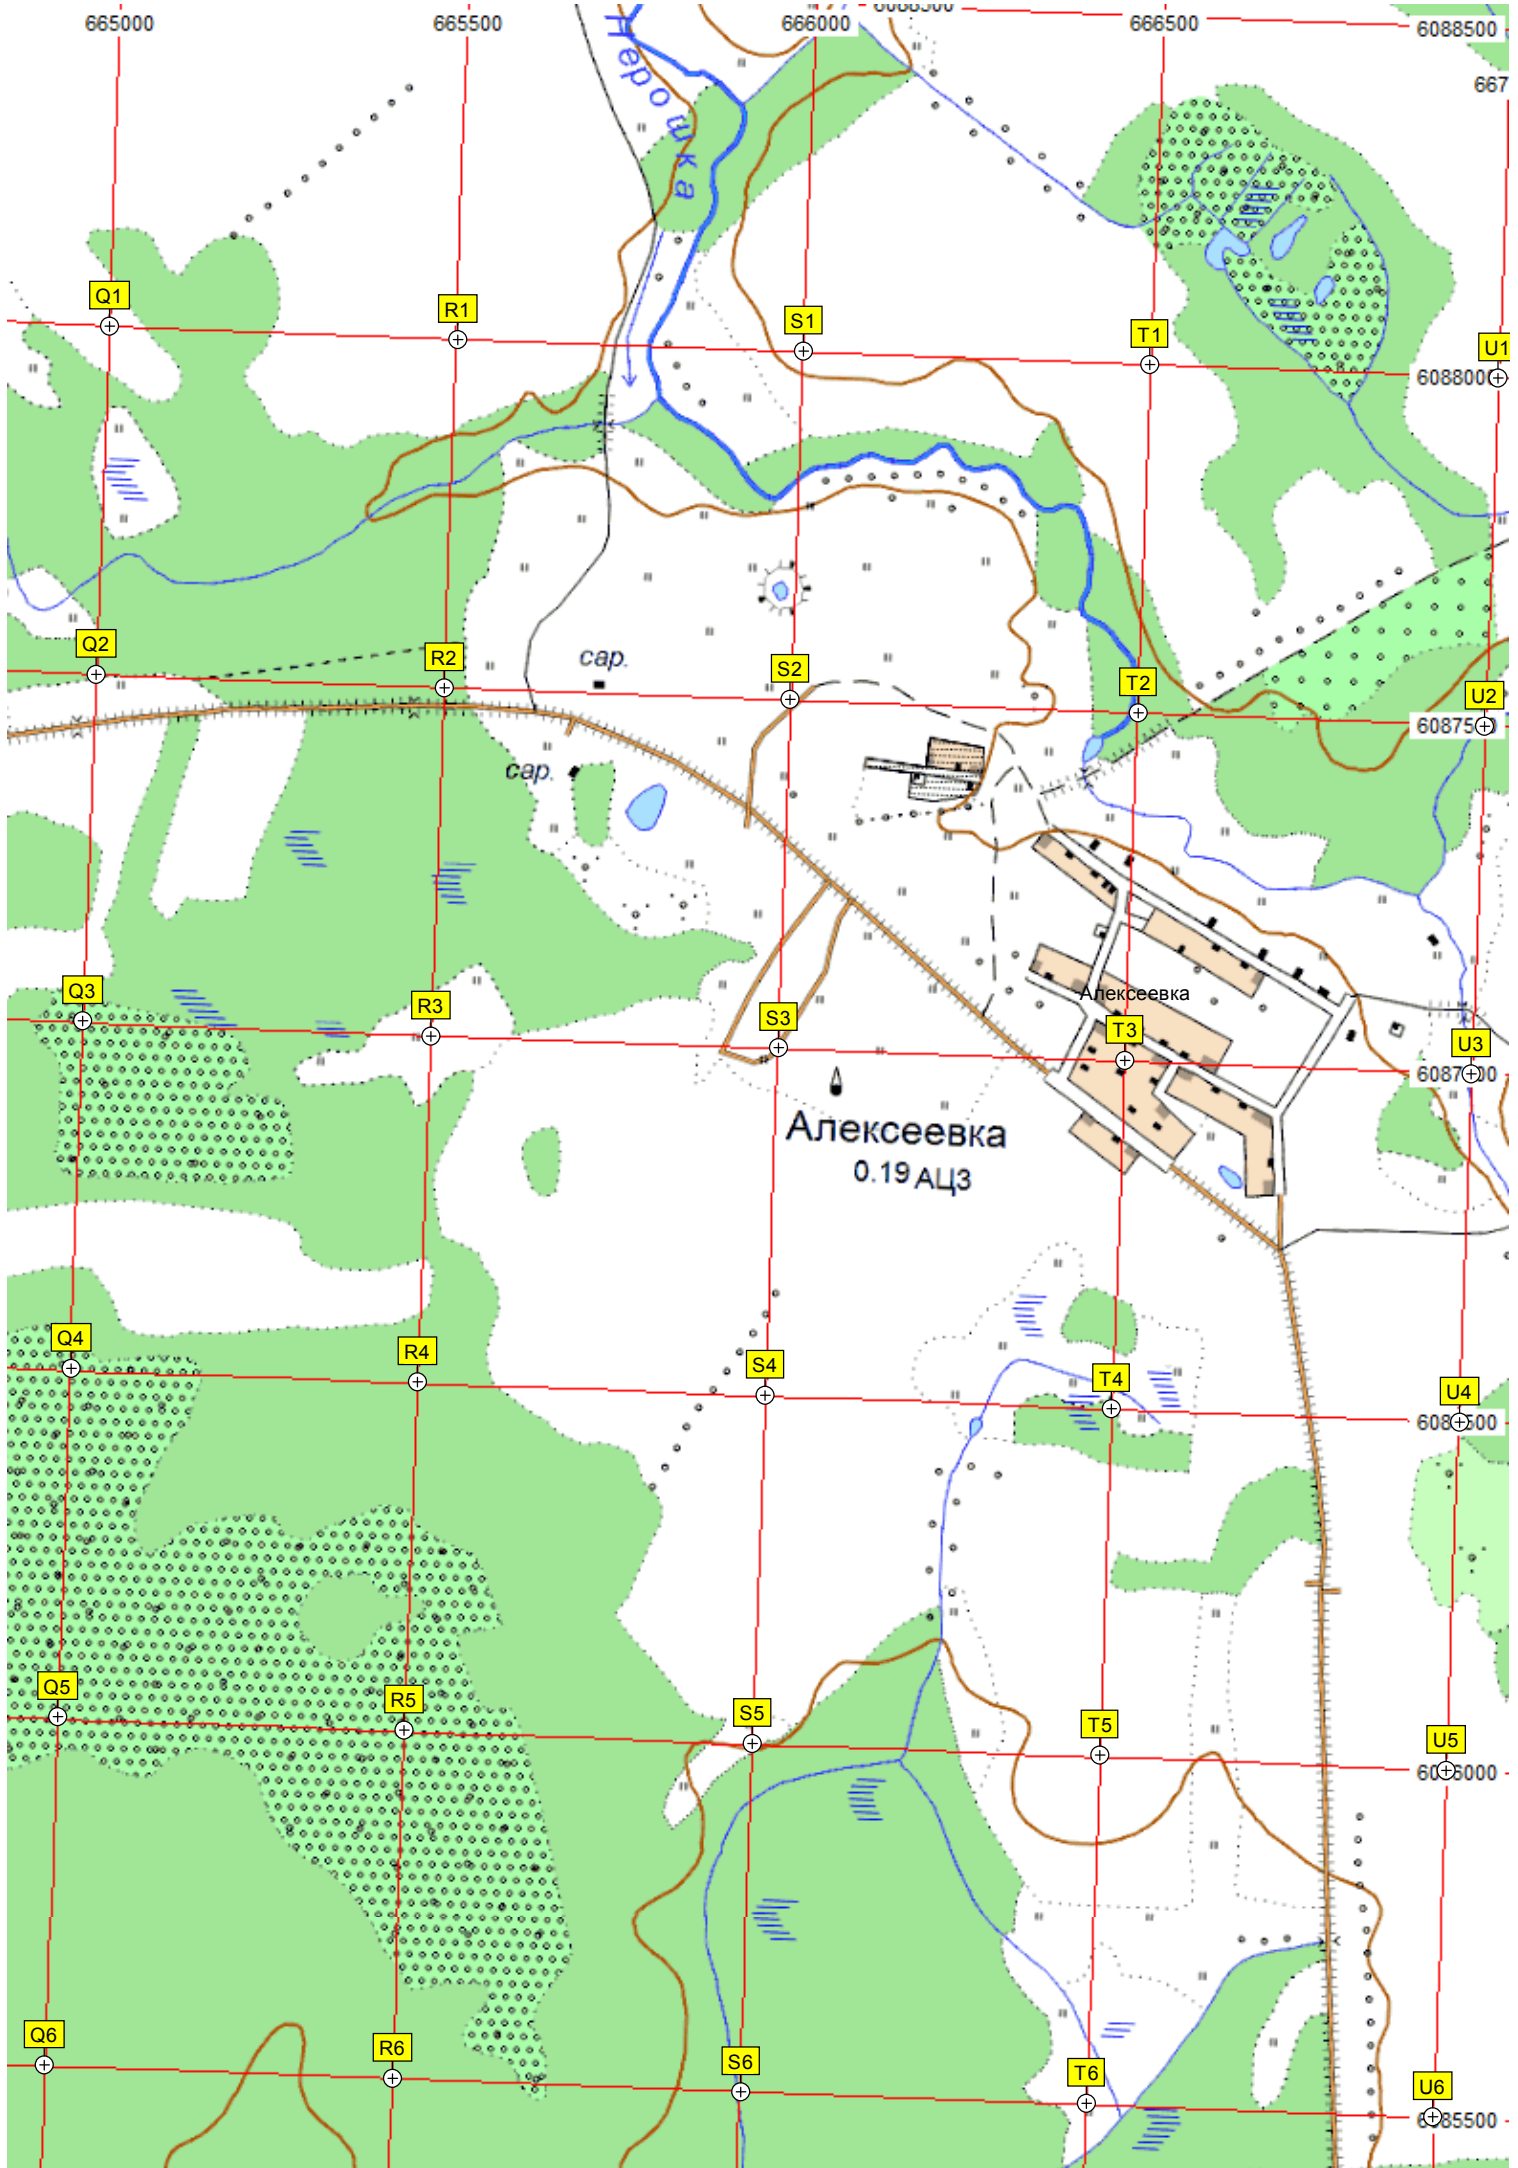 665000 665500 666000 6088500 666500 6088500
667
Нерошка
Q1 R1 S1 T1 U1
6088000
Q2 R2 сар. S2 T2 U2
сар.
Q3 R3 S3 Алексеевка T3 U3
Алексеевка
0.19 АЦЗ
Q4 R4 S4 T4 U4
Q5 R5 S5 T5 U5
Q6 R6 S6 T6 U6